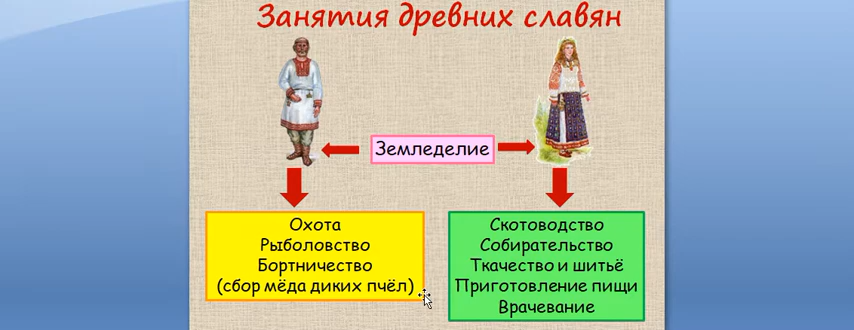 Занятия древних славян
Земледелие
Охота
Рыболовство
Бортничество
(сбор мёда диких пчёл)
Скотоводство
Собирательство
Ткачество и шитьё
Приготовление пищи
Врачевание